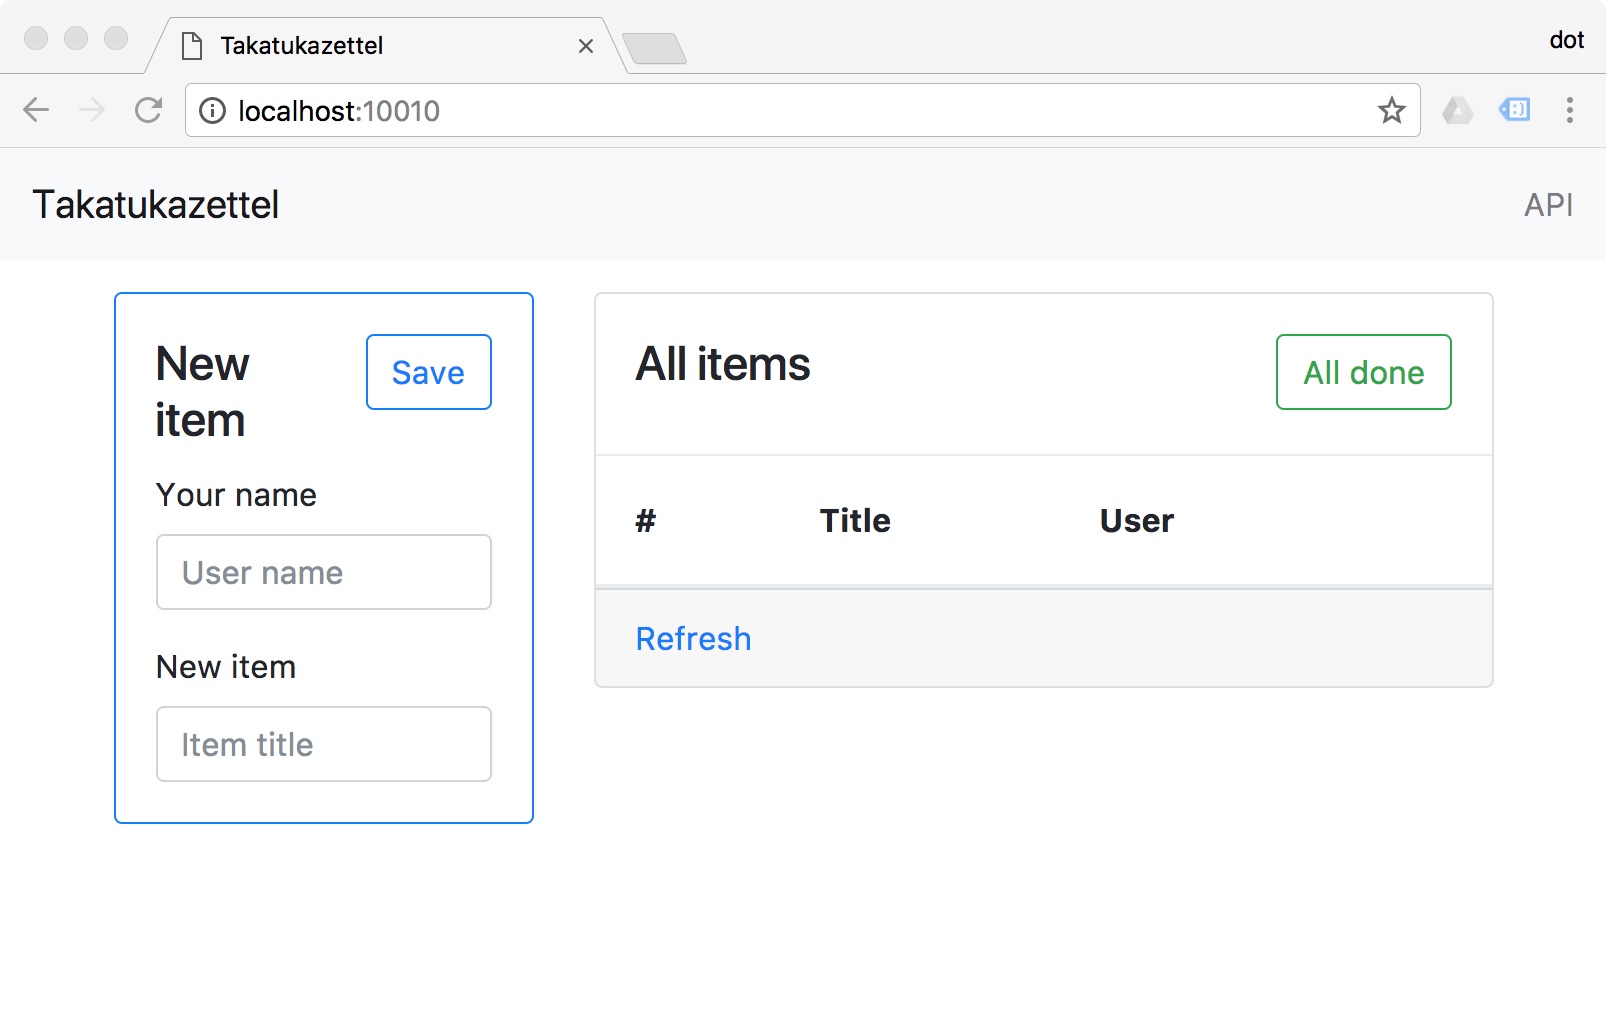 Takatukazettel
dot
localhost:10010
Takatukazettel
API
New
item
Save
Your name
User name
New item
Item title
All items
All done
# Title User
Refresh